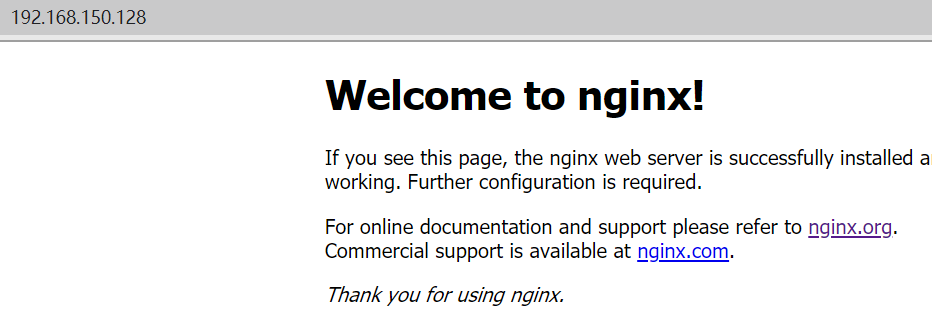 192.168.150.128
Welcome to nginx!
If you see this page, the nginx web server is successfully installed a
working. Further configuration is required.
For online documentation and support please refer to nginx.org.
Commercial support is available at nginx.com.
Thank you for using nginx.